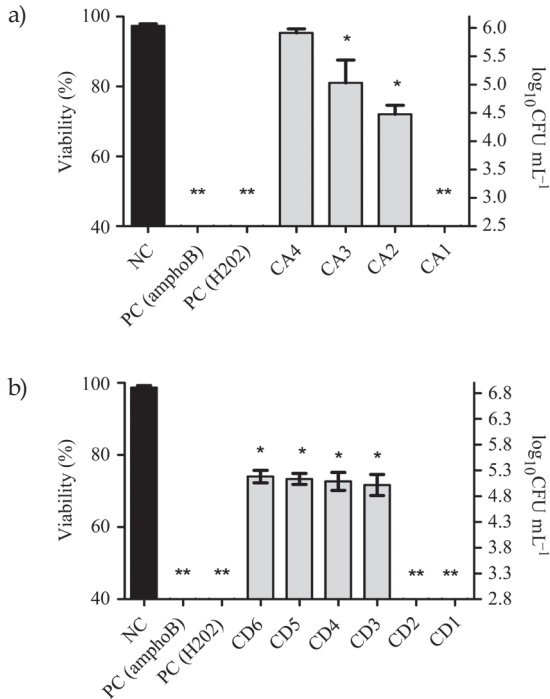 a)
100
80
60
40
Viability (%)
6.0
5.5
5.0
4.5
4.0
3.5
3.0
2.5
log10CFU mL–1
**
**
*
*
**
NC
PC (amphoB)
PC (H202)
CA4
CA3
CA2
CA1
b)
100
80
60
40
Viability (%)
6.8
6.3
5.8
5.3
4.8
4.3
3.8
3.3
2.8
log10CFU mL–1
**
**
*
*
*
*
**
**
NC
PC (amphoB)
PC (H202)
CD6
CD5
CD4
CD3
CD2
CD1